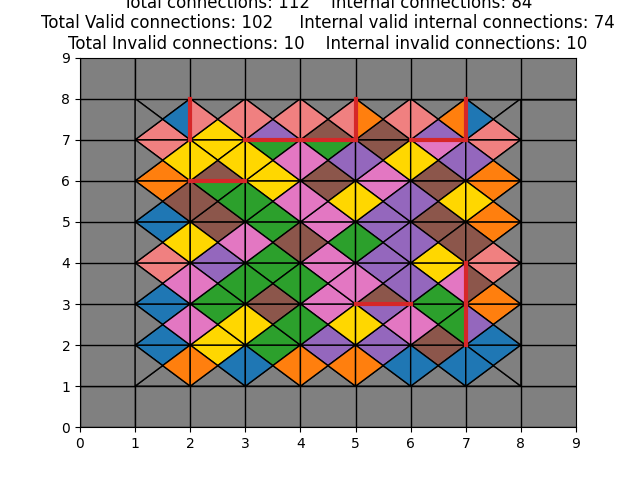 Total connections: 112    Internal connections: 84
Total Valid connections: 102    Internal valid internal connections: 74
Total Invalid connections: 10    Internal invalid internal connections: 10
9
8
7
6
5
4
3
2
1
0
0 1 2 3 4 5 6 7 8 9